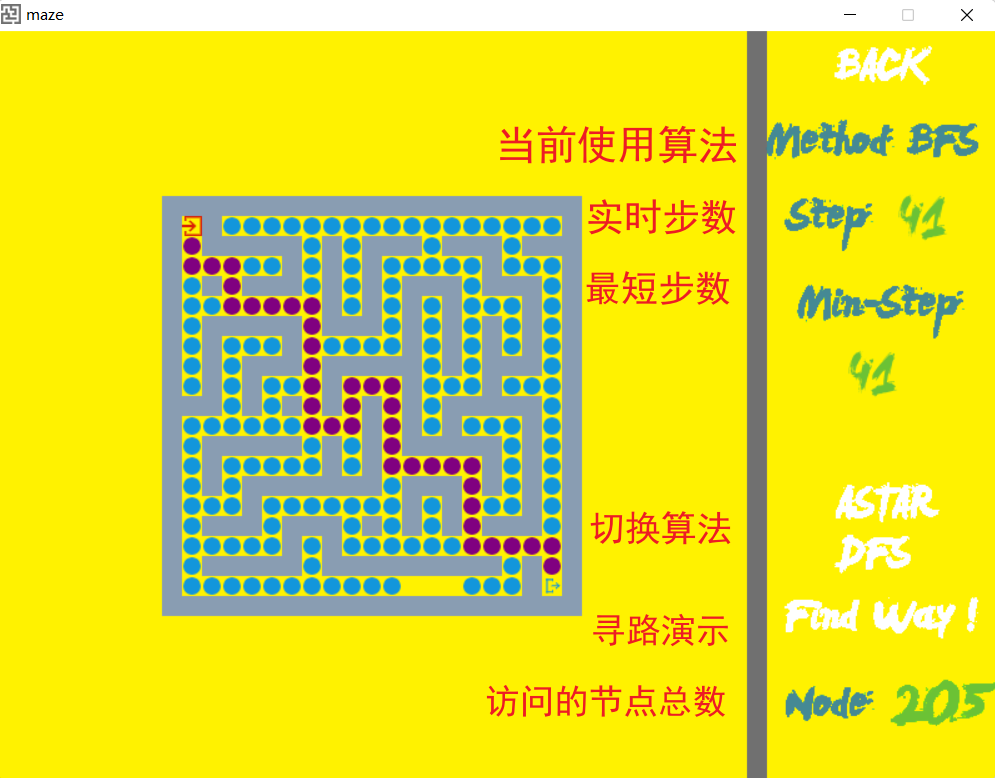 maze
BACK
当前使用算法
Method BFS
实时步数
Step: 41
最短步数
Min-Step:
41
切换算法
ASTAR
DFS
寻路演示
Find Way !
访问的节点总数
Node: 205